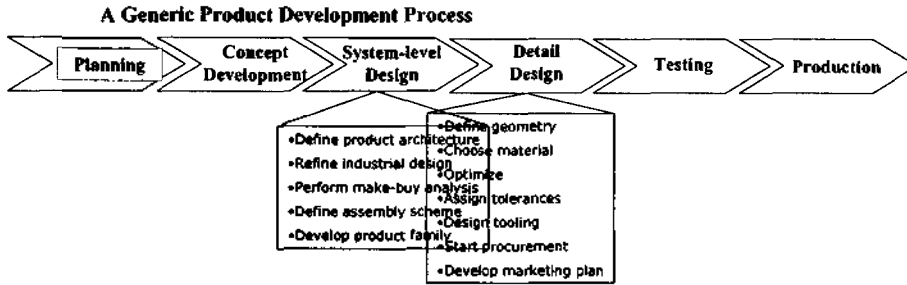 A Generic Product Development Process
Planning
Concept
Development
System-level
Design
Detail
Design
Testing
Production
•Define product architecture
•Refine industrial design
•Perform make-buy analysis
•Define assembly scheme
•Develop product family
•Define geometry
•Choose material
•Optimize
•Assign tolerances
•Design tooling
•Start procurement
•Develop marketing plan